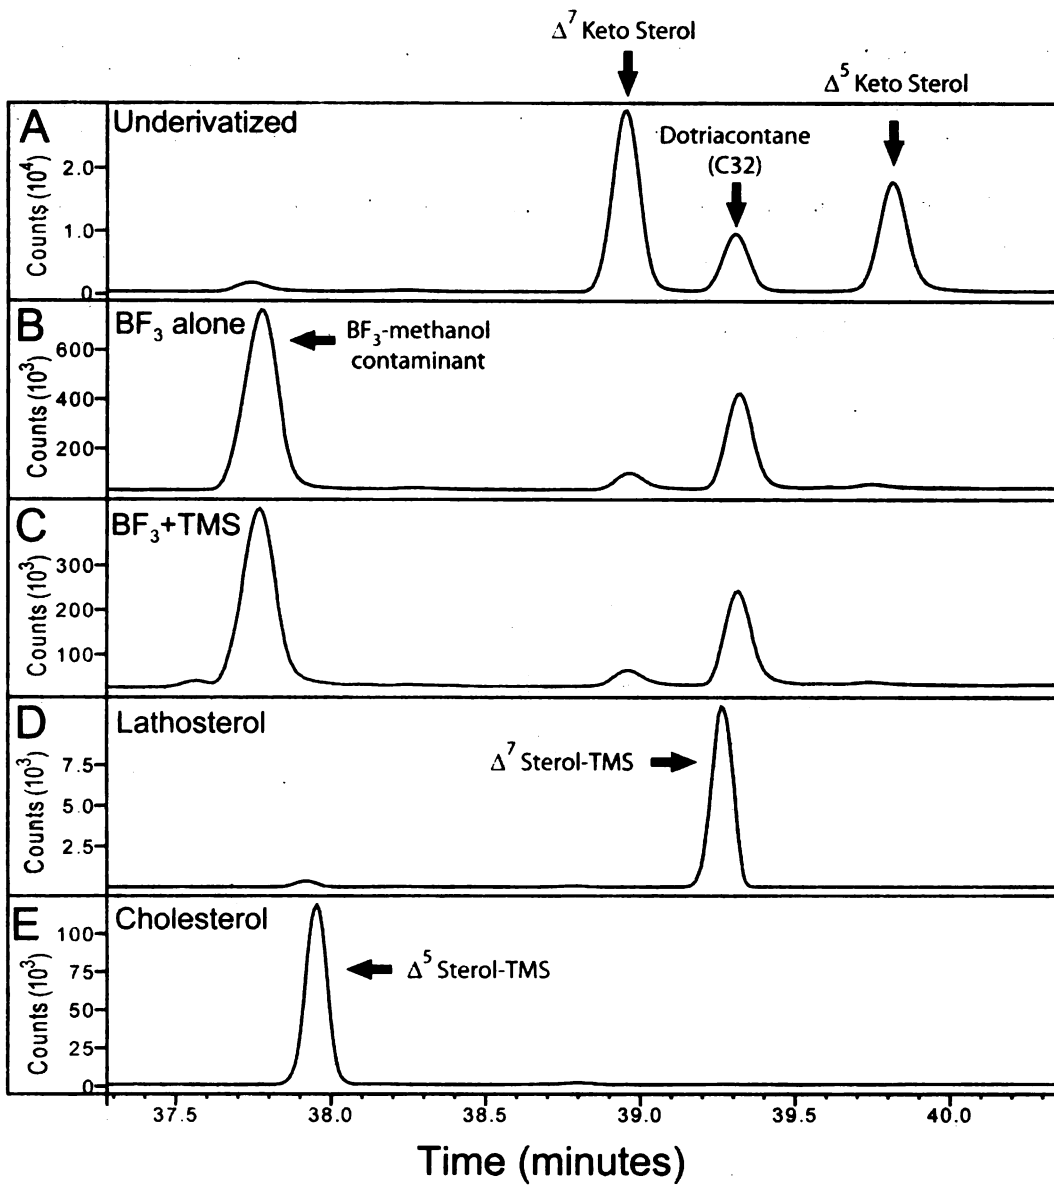 Δ⁷ Keto Sterol
Δ⁵ Keto Sterol
A
Underivatized
Dotriacontane
(C32)
Counts (10⁴)
2.0
1.0
0
B
BF₃ alone
BF₃-methanol
contaminant
Counts (10³)
600
400
200
C
BF₃+TMS
Counts (10³)
300
200
100
D
Lathosterol
Δ⁷ Sterol-TMS
Counts (10³)
7.5
5.0
2.5
E
Cholesterol
Δ⁵ Sterol-TMS
Counts (10³)
100
75
50
25
0
37.5 38.0 38.5 39.0 39.5 40.0
Time (minutes)